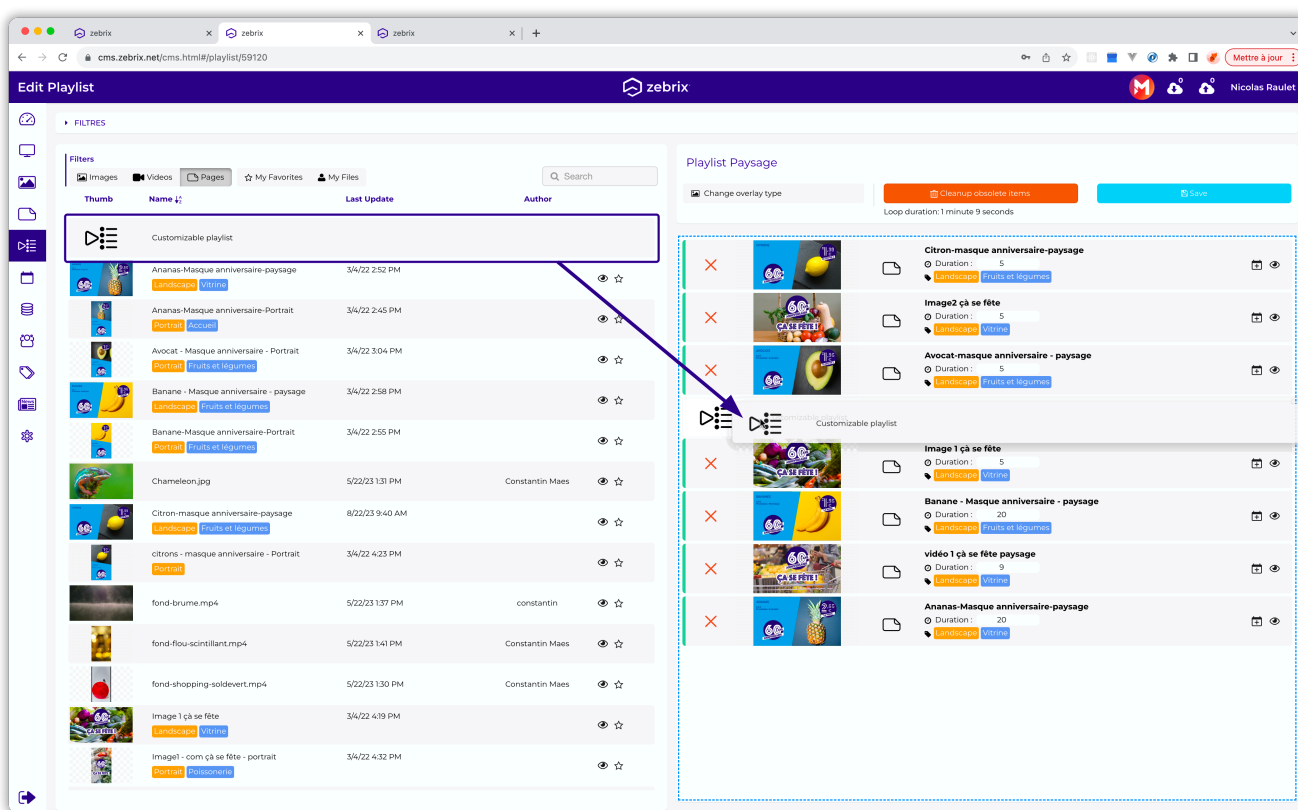 zebrix
zebrix
zebrix
cms.zebrix.net/cms.html#/playlist/59120
Mettre à jour
Edit Playlist
zebrix
Nicolas Raulet
FILTRES
Filters
Images Videos Pages My Favorites My Files
Search
Thumb Name Last Update Author
Customizable playlist
Ananas-Masque anniversaire-paysage 3/4/22 2:52 PM
Landscape Vitrine
Ananas-Masque anniversaire-Portrait 3/4/22 2:45 PM
Portrait Accueil
Avocat - Masque anniversaire - Portrait 3/4/22 3:04 PM
Portrait Fruits et légumes
Banane - Masque anniversaire - paysage 3/4/22 2:58 PM
Landscape Fruits et légumes
Banane-Masque anniversaire-Portrait 3/4/22 2:55 PM
Portrait Fruits et légumes
Chameleon.jpg 5/22/23 1:31 PM Constantin Maes
Citron-masque anniversaire-paysage 8/22/23 9:40 AM
Landscape Fruits et légumes
citrons - masque anniversaire - Portrait 3/4/22 4:23 PM
Portrait
fond-brume.mp4 5/22/23 1:37 PM constantin
fond-flou-scintillant.mp4 5/22/23 1:41 PM Constantin Maes
fond-shopping-soldevert.mp4 5/22/23 1:30 PM Constantin Maes
Image 1 çà se fête 3/4/22 4:19 PM
Landscape Vitrine
Image1 - com çà se fête - portrait 3/4/22 4:32 PM
Portrait Poissonerie
Playlist Paysage
Change overlay type
Cleanup obsolete items
Save
Loop duration: 1 minute 9 seconds
Citron-masque anniversaire-paysage
Duration : 5
Landscape Fruits et légumes
Image2 çà se fête
Duration : 5
Landscape Vitrine
ÇA SE FÊTE !
Avocat-masque anniversaire - paysage
Duration : 5
Landscape Fruits et légumes
Customizable playlist
Image 1 çà se fête
Duration : 5
Landscape Vitrine
ÇA SE FÊTE !
Banane - Masque anniversaire - paysage
Duration : 20
Landscape Fruits et légumes
vidéo 1 çà se fête paysage
Duration : 9
Landscape Vitrine
ÇA SE FÊTE !
Ananas-Masque anniversaire-paysage
Duration : 20
Landscape Vitrine